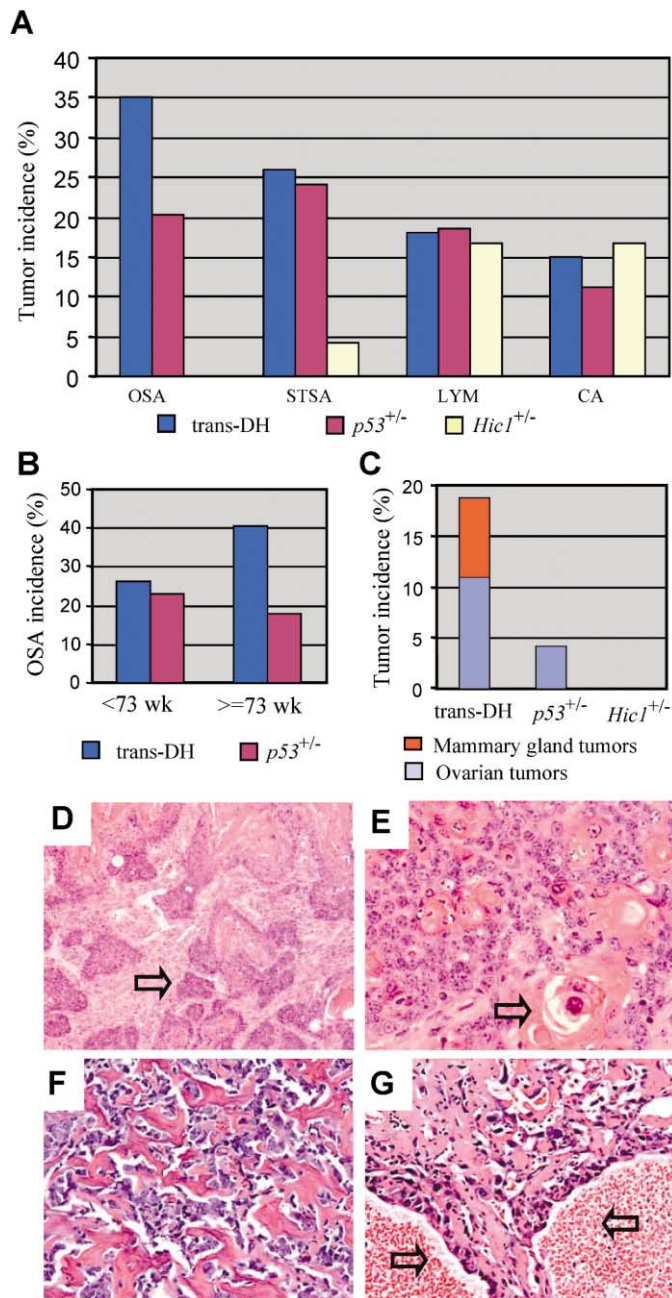 A
Tumor incidence (%)
40
35
30
25
20
15
10
5
0
OSA STSA LYM CA
trans-DH p53+/- Hic1+/-
B
OSA incidence (%)
50
40
30
20
10
0
<73 wk >=73 wk
trans-DH p53+/-
C
Tumor incidence (%)
20
15
10
5
0
trans-DH p53+/- Hic1+/-
Mammary gland tumors
Ovarian tumors
D
E
F
G